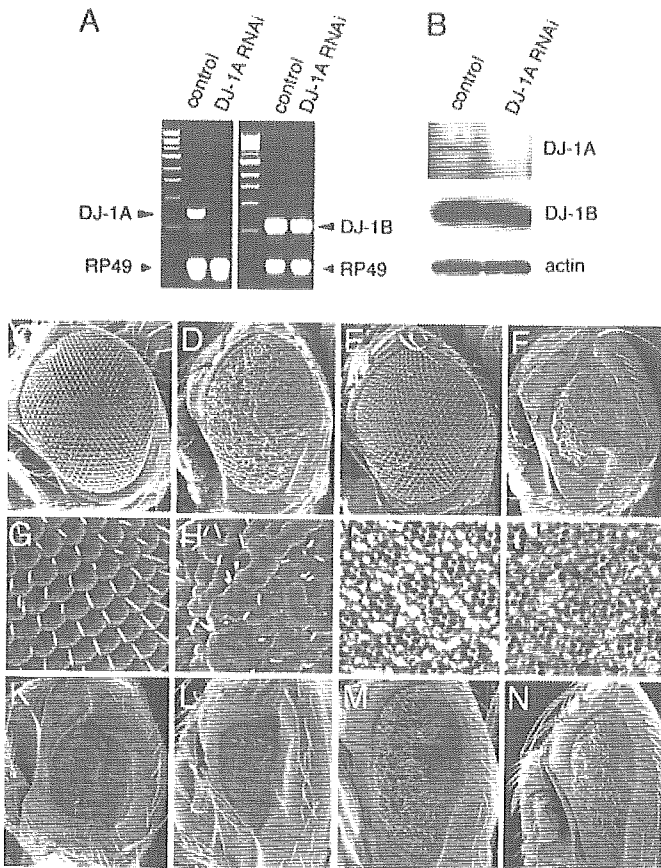 A
B
control
DJ-1A RNAi
control
DJ-1A RNAi
control
DJ-1A RNAi
DJ-1A
DJ-1A
DJ-1B
DJ-1B
RP49
RP49
actin
C
D
E
F
G
H
I
J
K
L
M
N